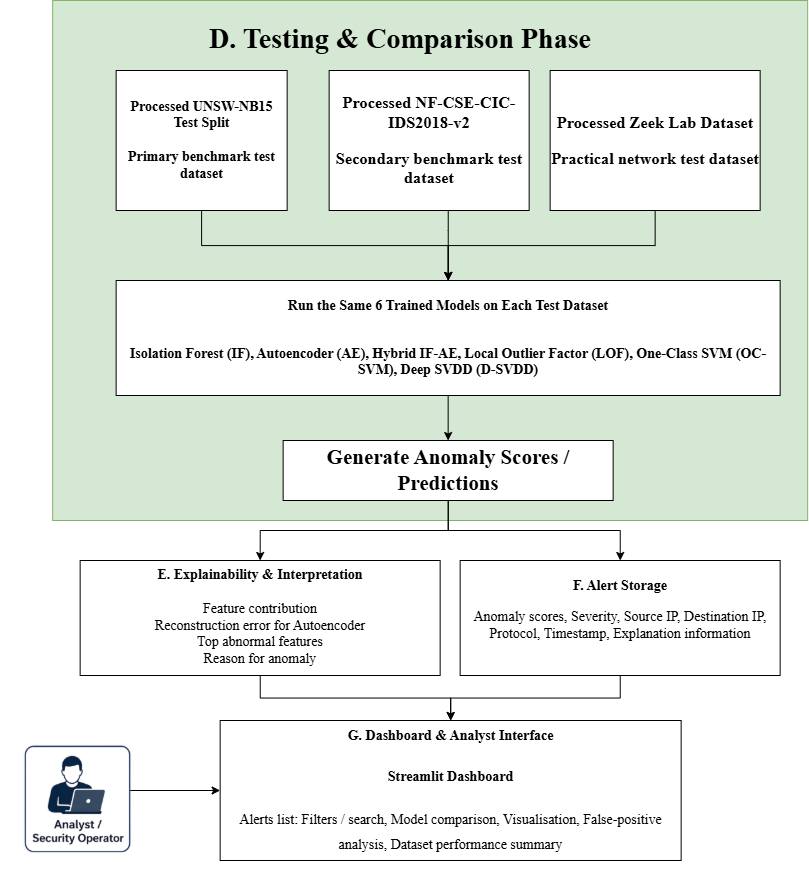 D. Testing & Comparison Phase
Processed UNSW-NB15
Test Split
Primary benchmark test
dataset
Processed NF-CSE-CIC-
IDS2018-v2
Secondary benchmark test
dataset
Processed Zeek Lab Dataset
Practical network test dataset
Run the Same 6 Trained Models on Each Test Dataset
Isolation Forest (IF), Autoencoder (AE), Hybrid IF-AE, Local Outlier Factor (LOF), One-Class SVM (OC-
SVM), Deep SVDD (D-SVDD)
Generate Anomaly Scores /
Predictions
E. Explainability & Interpretation
Feature contribution
Reconstruction error for Autoencoder
Top abnormal features
Reason for anomaly
F. Alert Storage
Anomaly scores, Severity, Source IP, Destination IP,
Protocol, Timestamp, Explanation information
G. Dashboard & Analyst Interface
Streamlit Dashboard
Alerts list: Filters / search, Model comparison, Visualisation, False-positive
analysis, Dataset performance summary
Analyst /
Security Operator